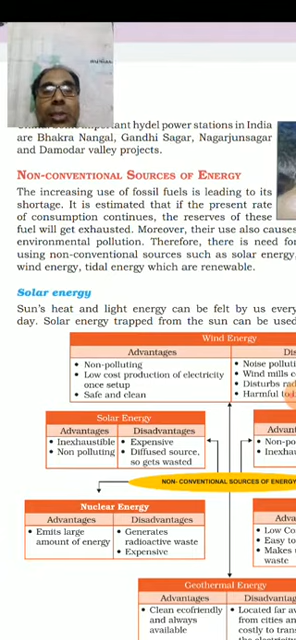 ant hydel power stations in India
are Bhakra Nangal, Gandhi Sagar, Nagarjunsagar
and Damodar valley projects.
NON-CONVENTIONAL SOURCES OF ENERGY
The increasing use of fossil fuels is leading to its
shortage. It is estimated that if the present rate
of consumption continues, the reserves of these
fuel will get exhausted. Moreover, their use also causes
environmental pollution. Therefore, there is need for
using non-conventional sources such as solar energy,
wind energy, tidal energy which are renewable.
Solar energy
Sun's heat and light energy can be felt by us every
day. Solar energy trapped from the sun can be used
Wind Energy
Advantages
• Non-polluting
• Low cost production of electricity
once setup
• Safe and clean
Dis
• Noise polluti
• Wind mills c
• Disturbs rad
• Harmful to
Solar Energy
Advantages Disadvantages
• Inexhaustible • Expensive
• Non polluting • Diffused source,
so gets wasted
Advant
• Non-po
• Inexha
NON- CONVENTIONAL SOURCES OF ENERGY
Nuclear Energy
Advantages Disadvantages
• Emits large • Generates
amount of energy radioactive waste
• Expensive
Advanta
• Low Co
• Easy to
• Makes
waste
Geothermal Energy
Advantages Disadvantag
• Clean ecofriendly • Located far av
and always from cities an
available costly to tran